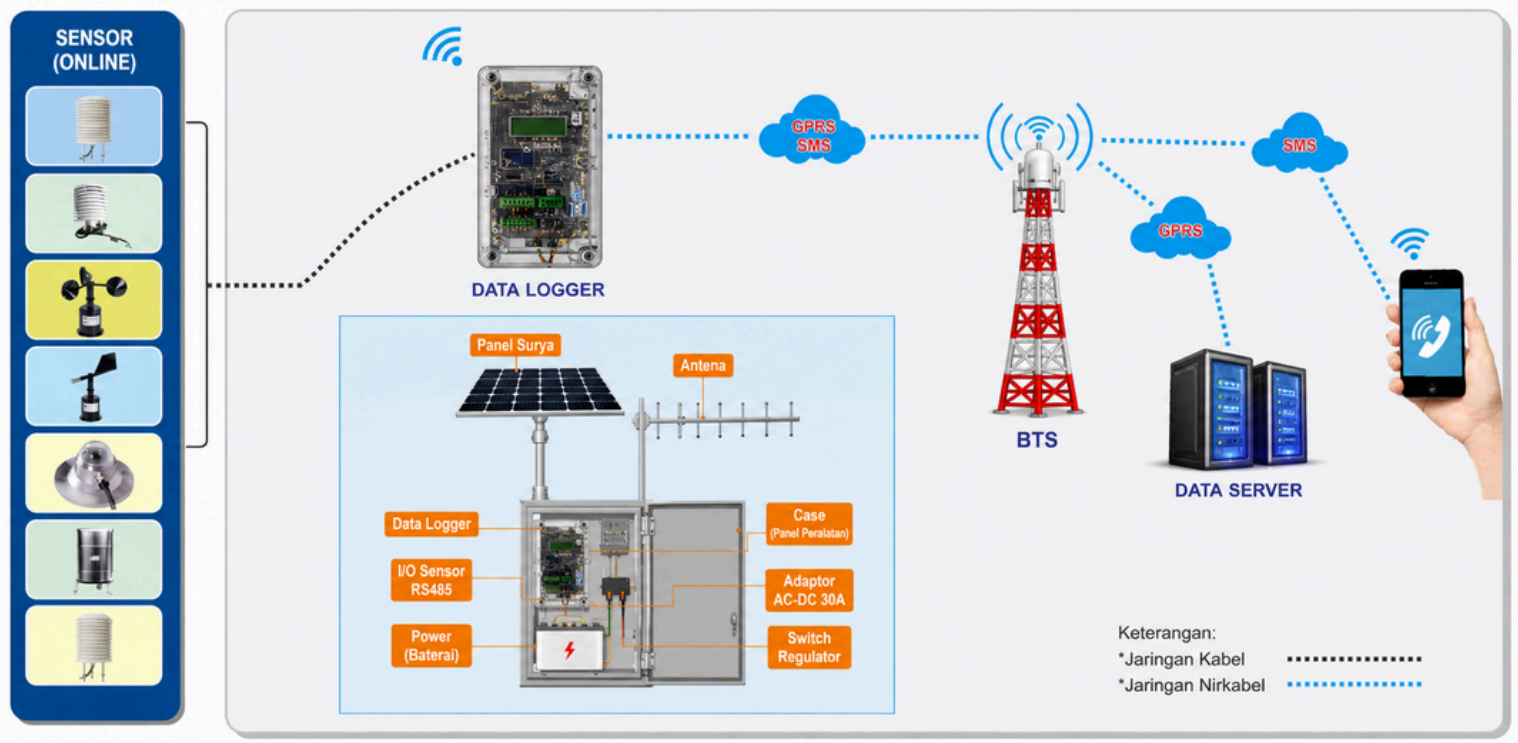 SENSOR
(ONLINE)
GPRS
SMS
SMS
GPRS
DATA LOGGER
BTS
DATA SERVER
Panel Surya
Antena
Data Logger
I/O Sensor
RS485
Power
(Baterai)
Case
(Panel Peralatan)
Adaptor
AC-DC 30A
Switch
Regulator
Keterangan:
*Jaringan Kabel
*Jaringan Nirkabel